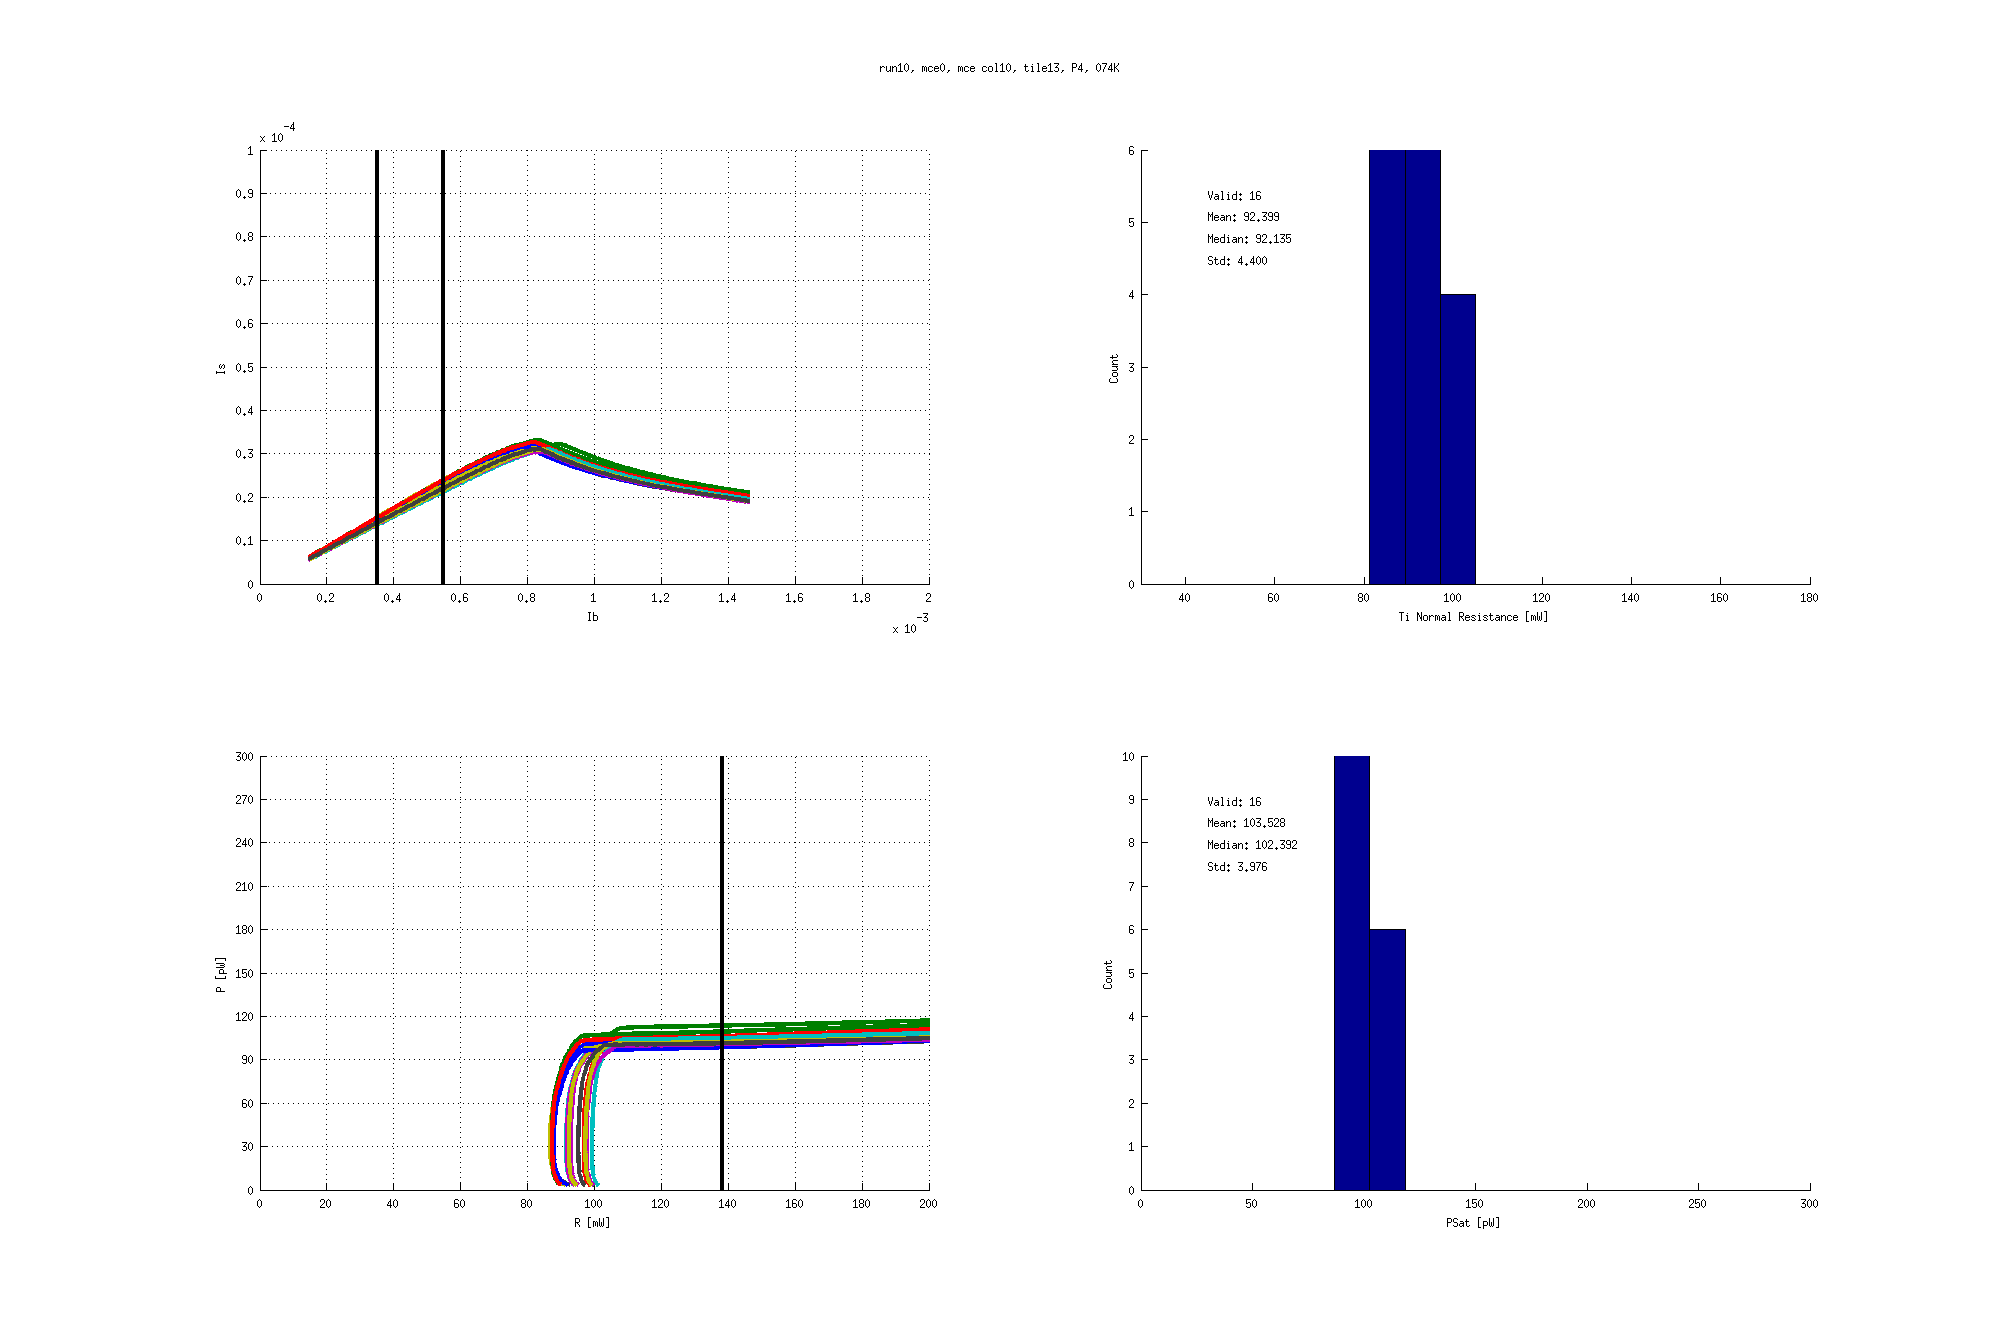 run10, mce0, mce col10, tile13, P4, 074K
x 10^-4
1
0.9
0.8
0.7
0.6
0.5
0.4
0.3
0.2
0.1
0
Is
0 0.2 0.4 0.6 0.8 1 1.2 1.4 1.6 1.8 2
Ib
x 10^-3
6
5
4
3
2
1
0
Count
Valid: 16
Mean: 92.399
Median: 92.135
Std: 4.400
40 60 80 100 120 140 160 180
Ti Normal Resistance [mW]
300
270
240
210
180
150
120
90
60
30
0
P [pW]
0 20 40 60 80 100 120 140 160 180 200
R [mW]
10
9
8
7
6
5
4
3
2
1
0
Count
Valid: 16
Mean: 103.528
Median: 102.392
Std: 3.976
0 50 100 150 200 250 300
PSat [pW]